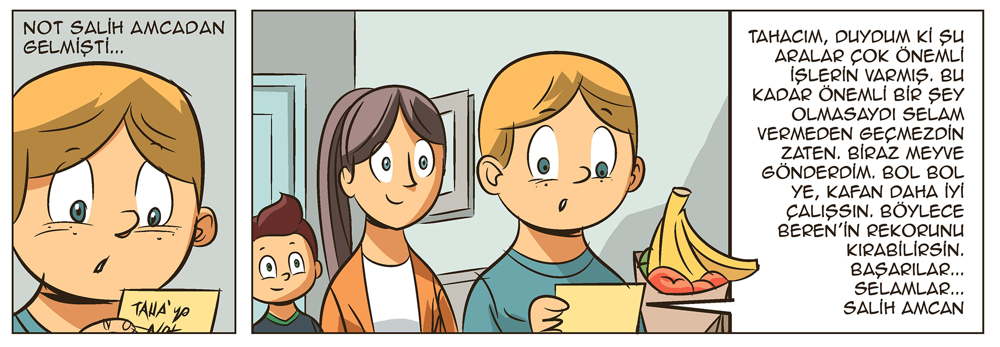 NOT SALİH AMCADAN
GELMİŞTİ...
TAHA'ya
Not
TAHACIM, DUYDUM Kİ ŞU
ARALAR ÇOK ÖNEMLİ
İŞLERİN VARMIŞ. BU
KADAR ÖNEMLİ BİR ŞEY
OLMASAYDI SELAM
VERMEDEN GEÇMEZDİN
ZATEN. BİRAZ MEYVE
GÖNDERDİM. BOL BOL
YE, KAFAN DAHA İYİ
ÇALIŞSIN. BÖYLECE
BEREN'İN REKORUNU
KIRABİLİRSİN.
BAŞARILAR...
SELAMLAR...
SALİH AMCAN